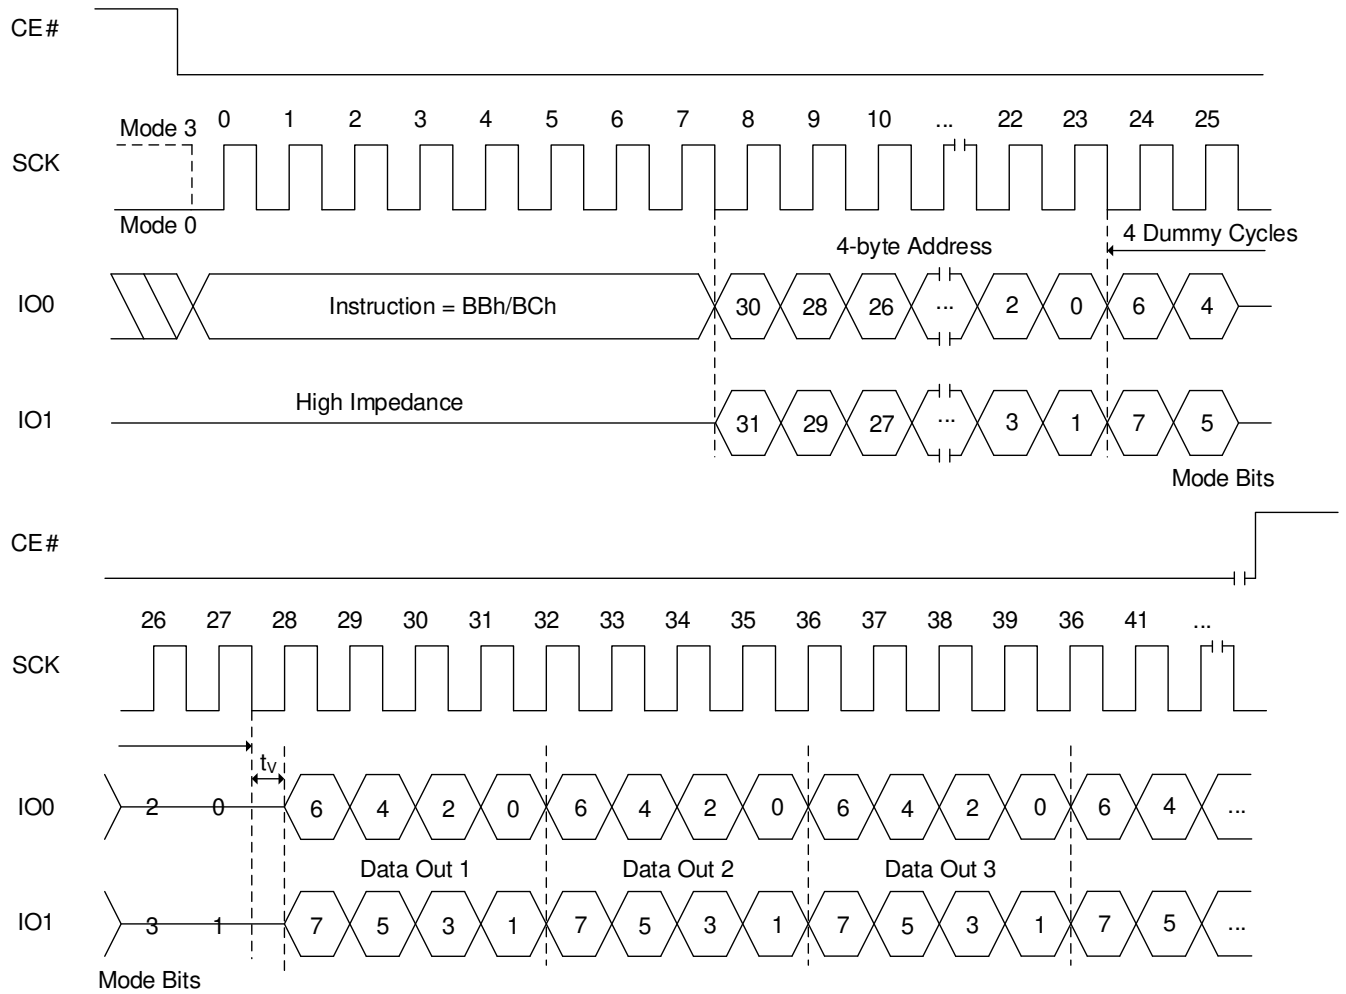 CE#
0 1 2 3 4 5 6 7 8 9 10 ... 22 23 24 25
Mode 3
SCK
Mode 0
4-byte Address
4 Dummy Cycles
IO0
Instruction = BBh/BCh
30 28 26 ... 2 0 6 4
High Impedance
IO1
31 29 27 ... 3 1 7 5
Mode Bits
CE#
26 27 28 29 30 31 32 33 34 35 36 37 38 39 36 41 ...
SCK
tV
IO0
2 0 6 4 2 0 6 4 2 0 6 4 2 0 6 4 ...
Data Out 1 Data Out 2 Data Out 3
IO1
3 1 7 5 3 1 7 5 3 1 7 5 3 1 7 5 ...
Mode Bits